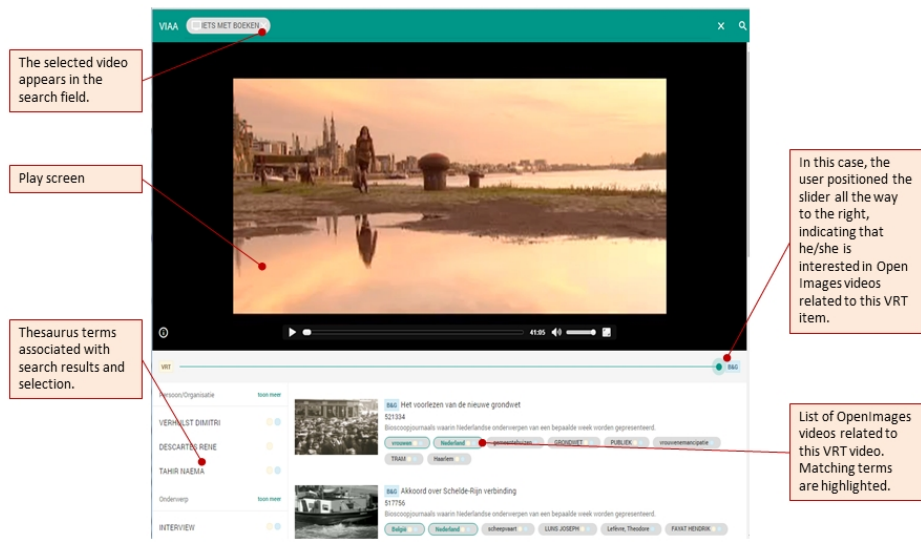 VIAA
IETS MET BOEKEN
The selected video
appears in the
search field.
Play screen
In this case, the
user positioned the
slider all the way
to the right,
indicating that
he/she is
interested in Open
Images videos
related to this VRT
item.
41:05
Thesaurus terms
associated with
search results and
selection.
VRT
B&G
Persoon/Organisatie toon meer
VERHULST DIMITRI
DESCARTES RENE
TAHIR NAEMA
Onderwerp toon meer
INTERVIEW
B&G Het voorlezen van de nieuwe grondwet
521334
Bioscoopjournaals waarin Nederlandse onderwerpen van een bepaalde week worden gepresenteerd.
vrouwen Nederland gemeentehuizen GRONDWET PUBLIEK vrouwenemancipatie
TRAM Haarlem
B&G Akkoord over Schelde-Rijn verbinding
517756
Bioscoopjournaals waarin Nederlandse onderwerpen van een bepaalde week worden gepresenteerd.
België Nederland scheepvaart LUNS JOSEPH Lefèvre, Theodore FAYAT HENDRIK
List of OpenImages
videos related to
this VRT video.
Matching terms
are highlighted.